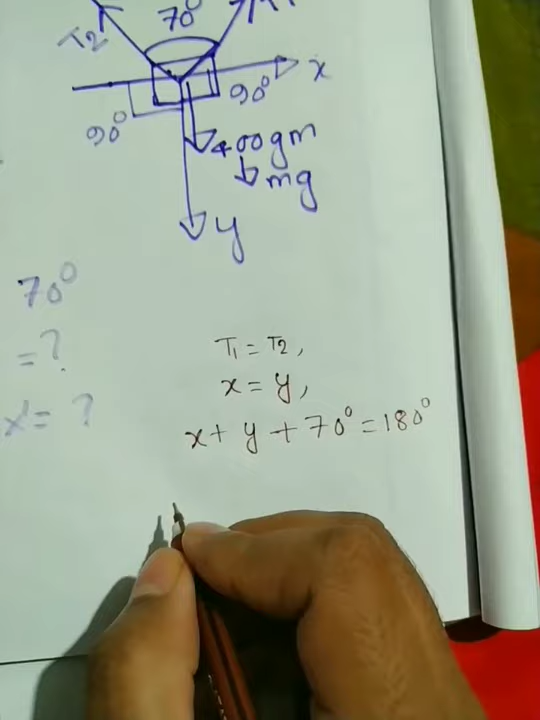 70°
T2
x
90°
90°
400gm
mg
y
70°
= ?
x = ?
T1 = T2,
x = y,
x + y + 70° = 180°